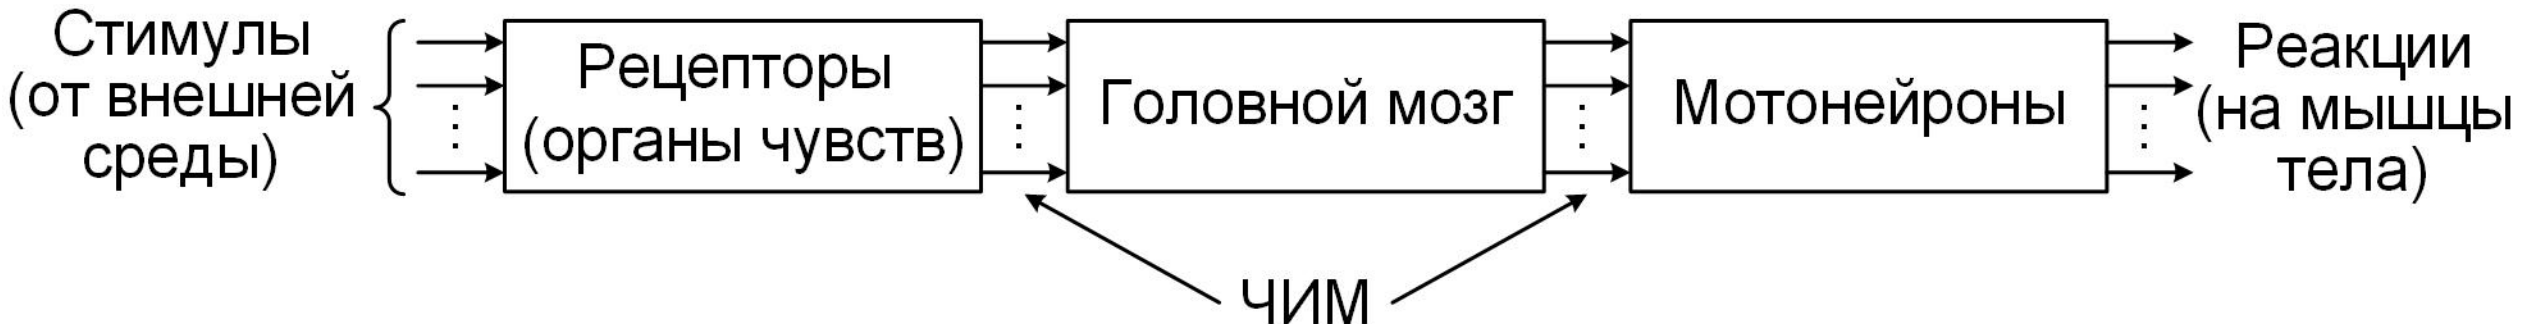 Стимулы
(от внешней
среды)
Рецепторы
(органы чувств)
Головной мозг
Мотонейроны
Реакции
(на мышцы
тела)
ЧИМ